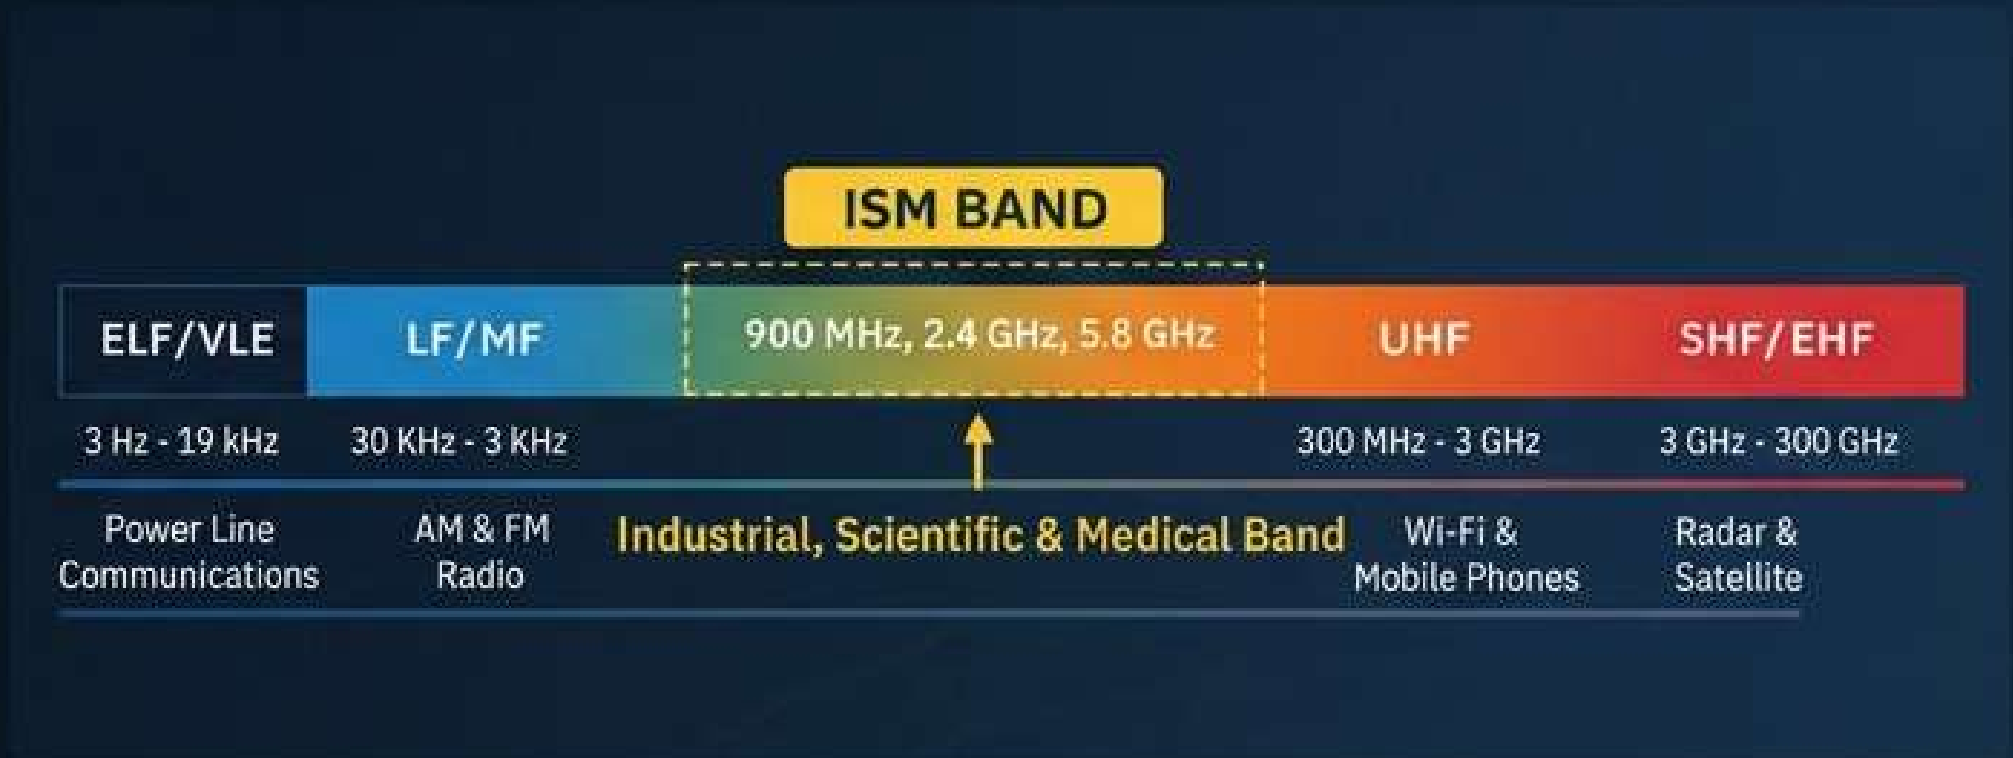 ISM BAND
ELF/VLE
LF/MF
900 MHz, 2.4 GHz, 5.8 GHz
UHF
SHF/EHF
3 Hz - 19 kHz
30 KHz - 3 kHz
300 MHz - 3 GHz
3 GHz - 300 GHz
Power Line
Communications
AM & FM
Radio
Industrial, Scientific & Medical Band
Wi-Fi &
Mobile Phones
Radar &
Satellite